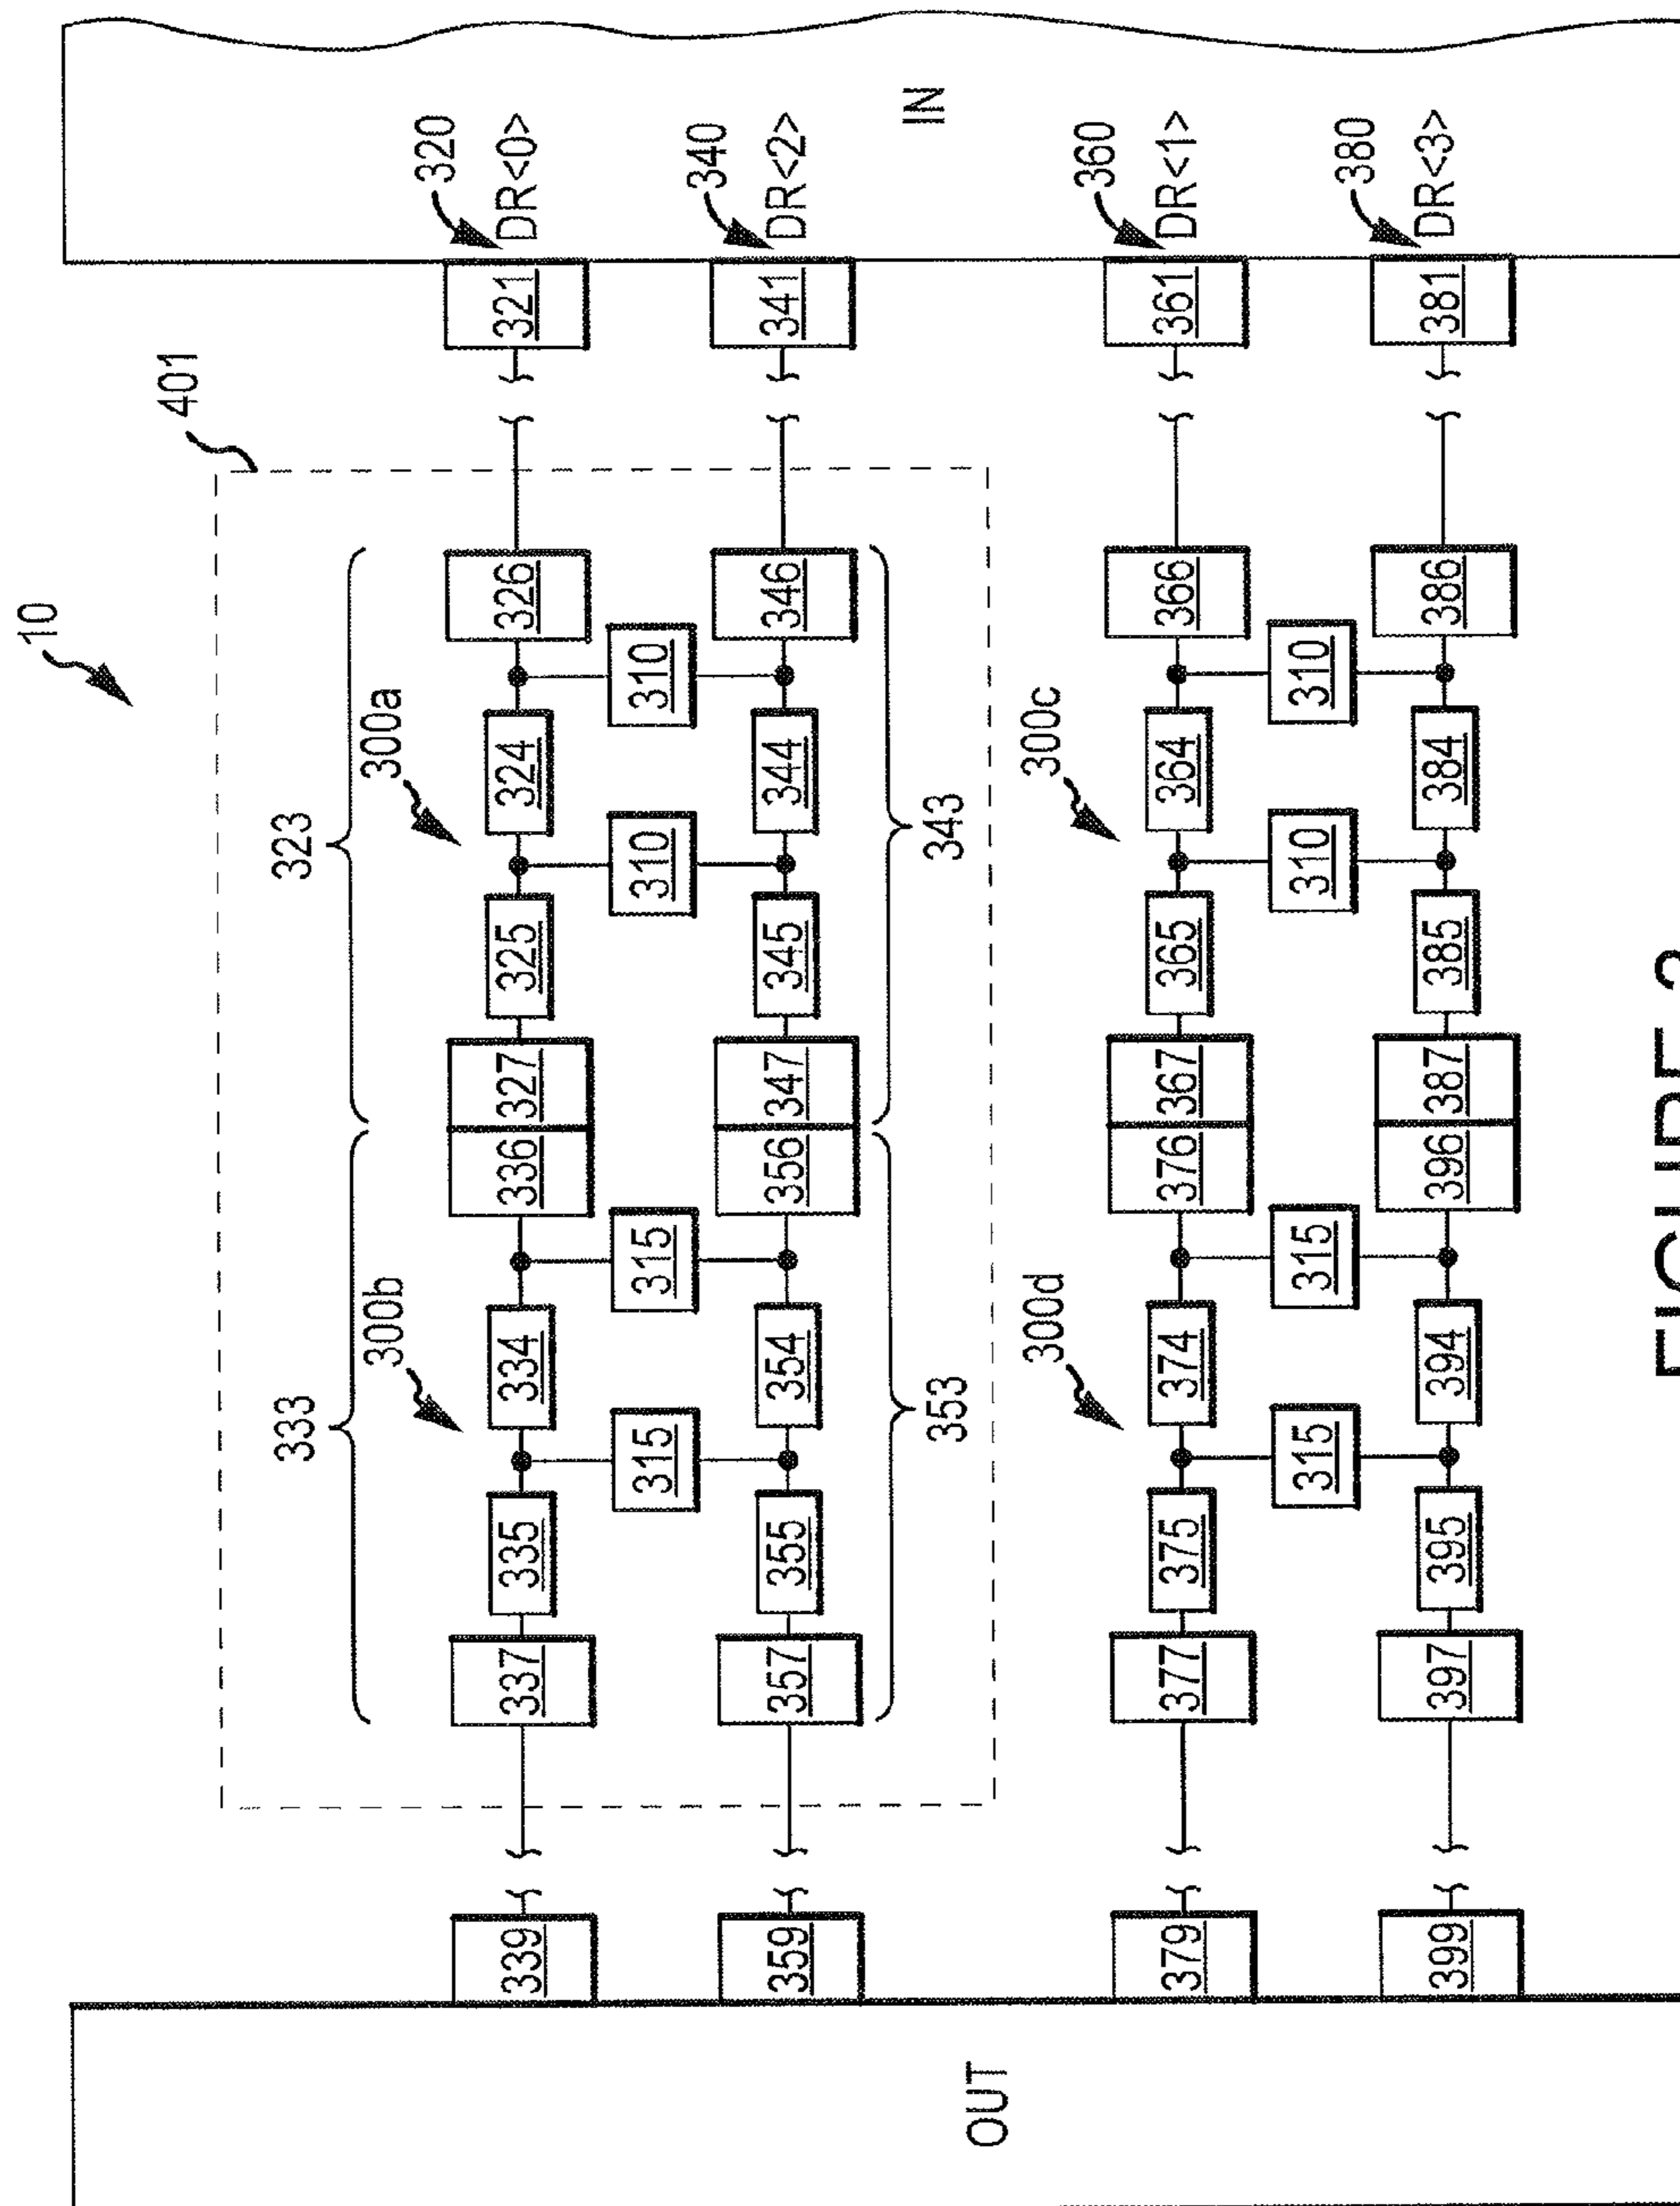 10
401
333 323
300b 300a
320
339 337 335 334 336 327 325 324 326 321 DR<0>
315 315 310 310
340
359 357 355 354 356 347 345 344 346 341 DR<2>
353 343
OUT IN
300d 300c
360
379 377 375 374 376 367 365 364 366 361 DR<1>
315 315 310 310
380
399 397 395 394 396 387 385 384 386 381 DR<3>
FIGURE